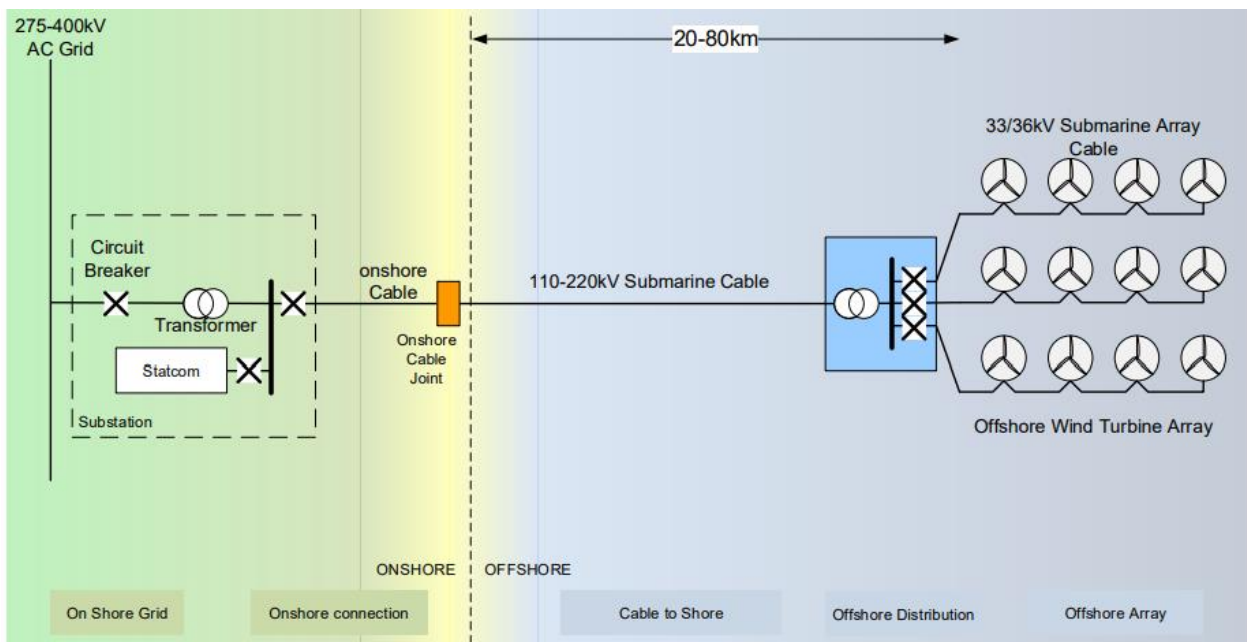 275-400kV
AC Grid
20-80km
33/36kV Submarine Array
Cable
Circuit
Breaker
onshore
Cable
110-220kV Submarine Cable
Transformer
Onshore
Cable
Joint
Statcom
Substation
Offshore Wind Turbine Array
ONSHORE
OFFSHORE
On Shore Grid
Onshore connection
Cable to Shore
Offshore Distribution
Offshore Array